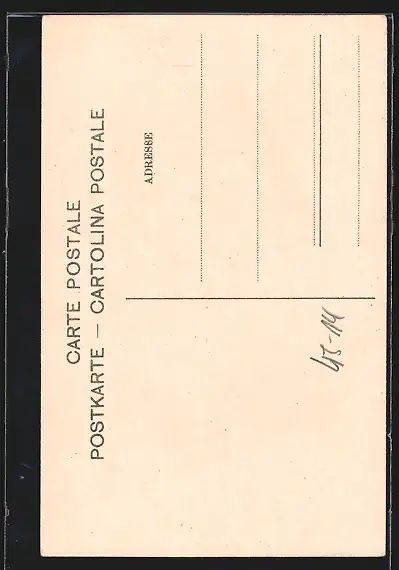 CARTE POSTALE
POSTKARTE — CARTOLINA POSTALE
ADRESSE
45-14